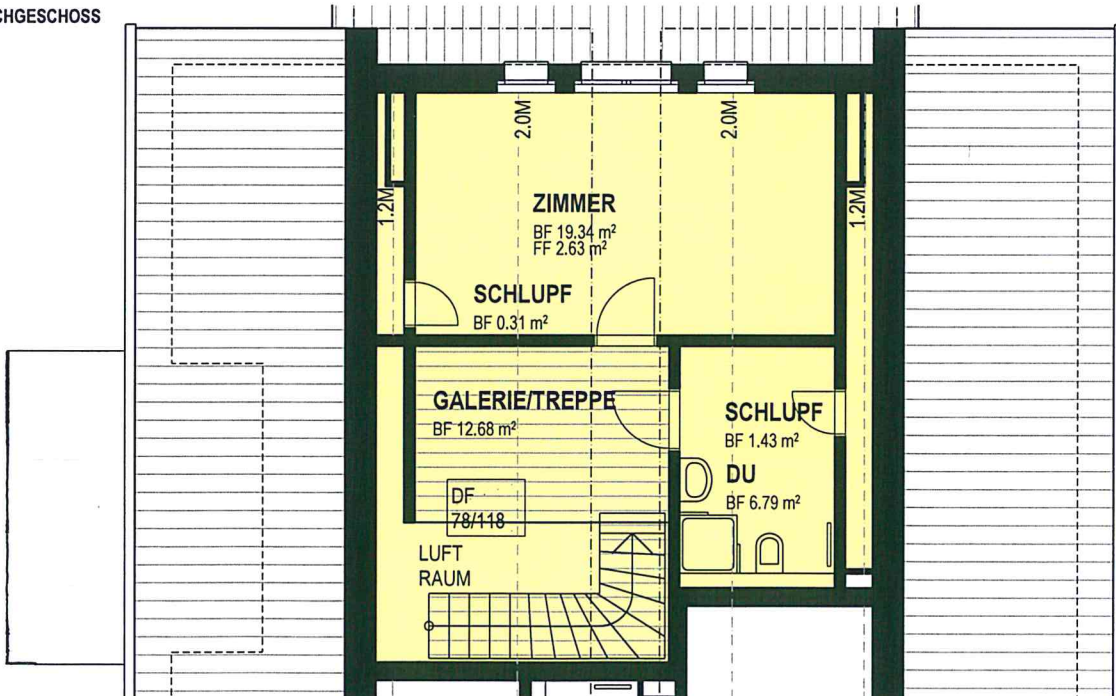 CHGESCHOSS
2.0M
2.0M
1.2M
1.2M
ZIMMER
BF 19.34 m²
FF 2.63 m²
SCHLUPF
BF 0.31 m²
GALERIE/TREPPE
BF 12.68 m²
SCHLUPF
BF 1.43 m²
DU
BF 6.79 m²
DF
78/118
LUFT
RAUM